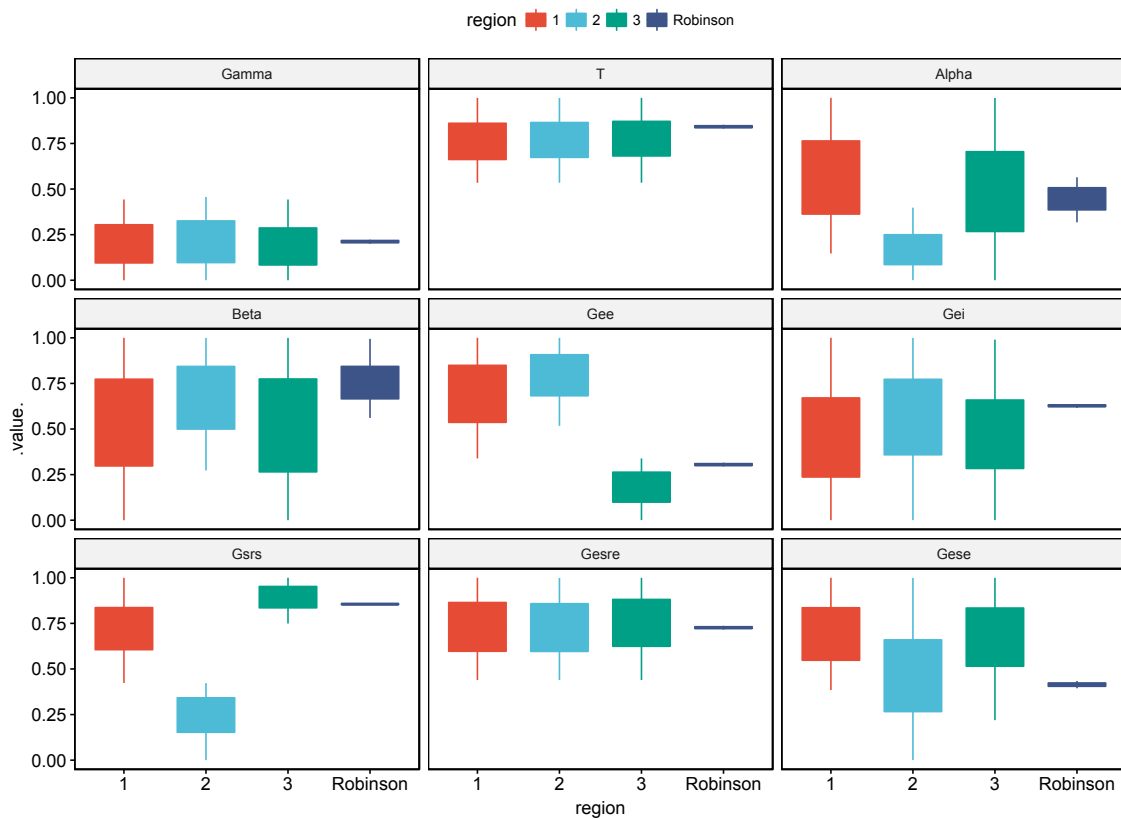 region 1 2 3 Robinson
Gamma T Alpha
1.00
0.75
0.50
0.25
0.00
Beta Gee Gei
1.00
0.75
0.50
0.25
0.00
.value.
Gsrs Gesre Gese
1.00
0.75
0.50
0.25
0.00
1 2 3 Robinson 1 2 3 Robinson 1 2 3 Robinson
region